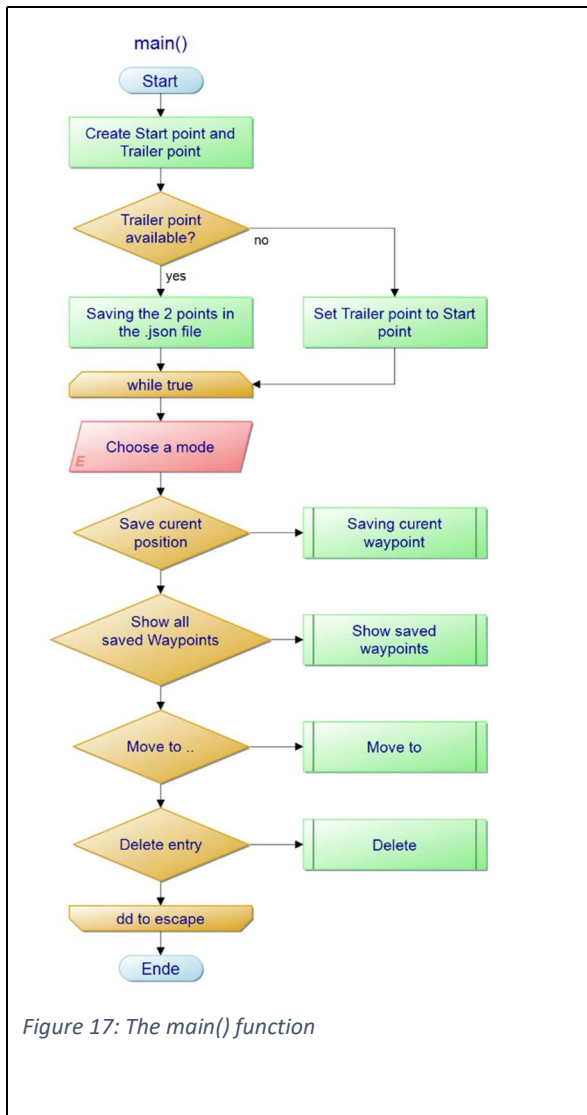 main()
Start
Create Start point and
Trailer point
Trailer point
available?
no
yes
Saving the 2 points in
the .json file
Set Trailer point to Start
point
while true
Choose a mode
E
Save curent
position
Saving curent
waypoint
Show all
saved Waypoints
Show saved
waypoints
Move to ..
Move to
Delete entry
Delete
dd to escape
Ende
Figure 17: The main() function